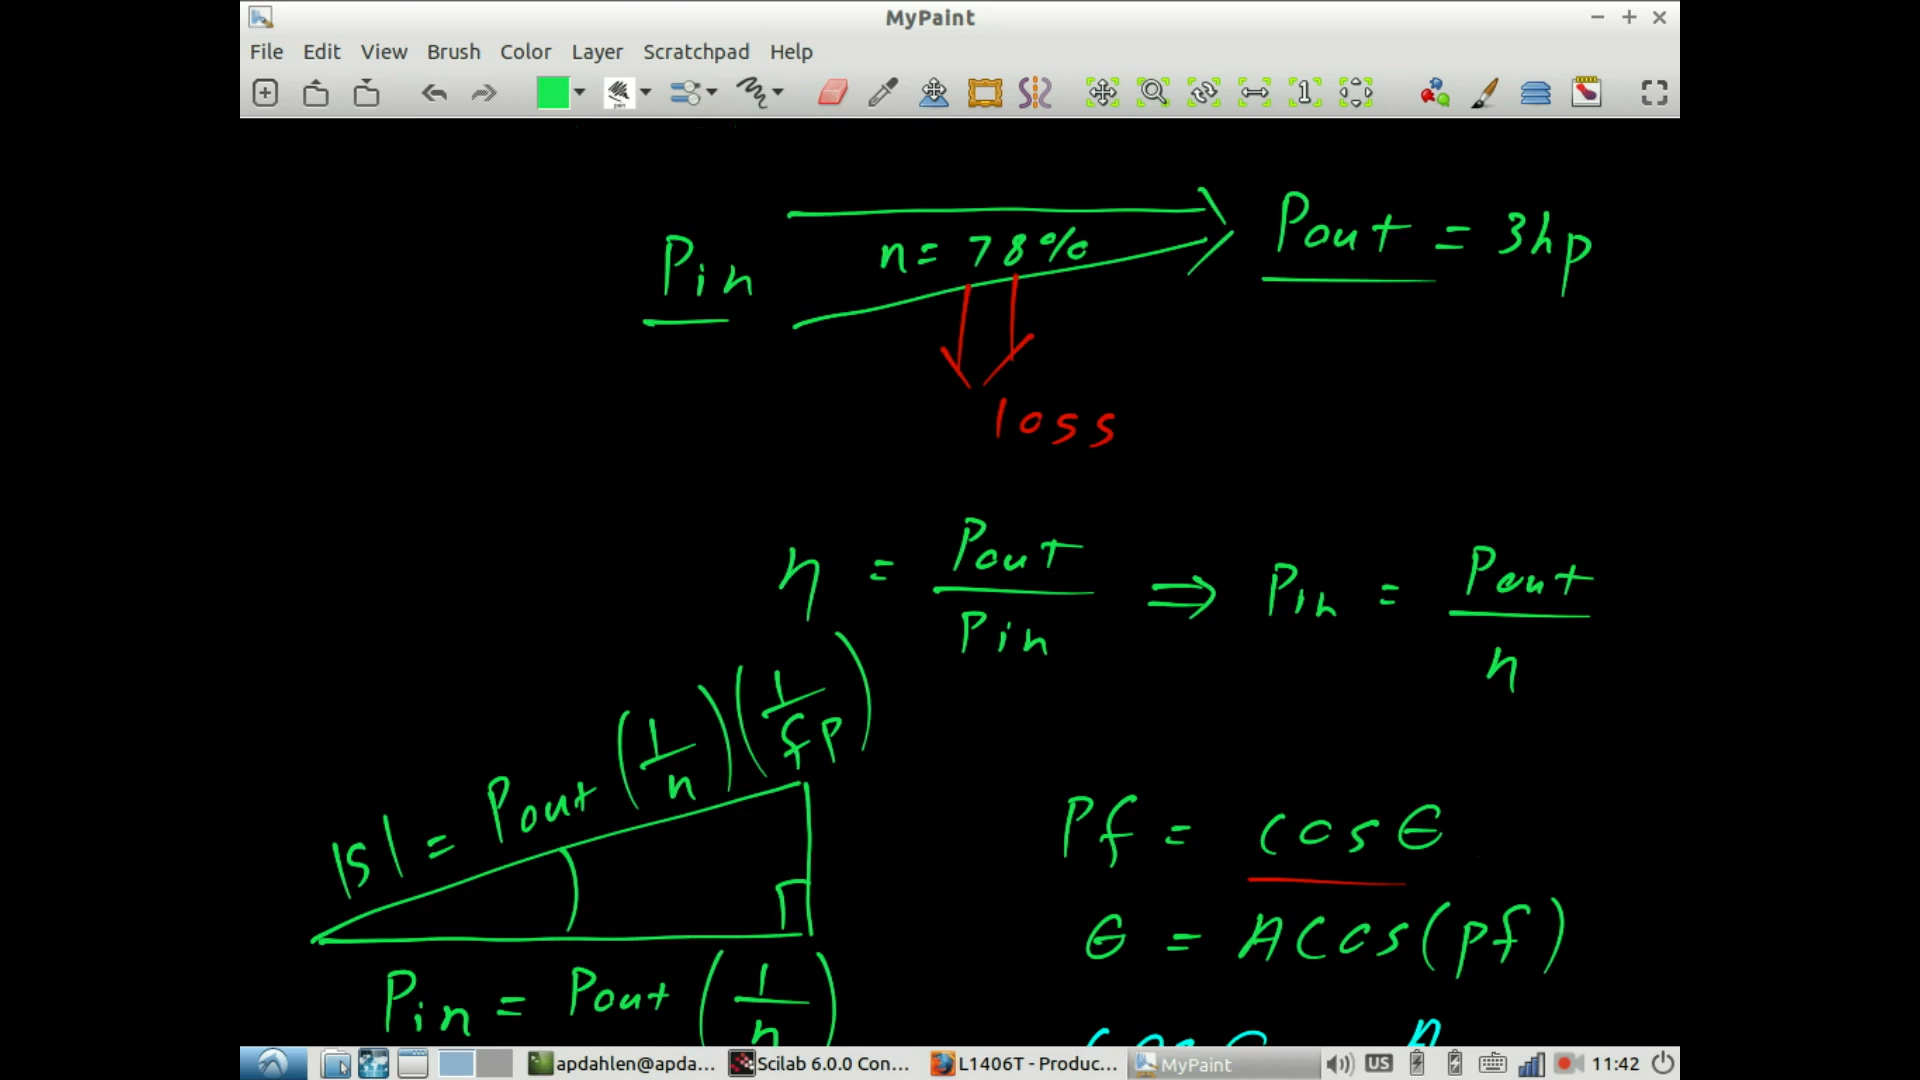 MyPaint
File Edit View Brush Color Layer Scratchpad Help
Pin n = 78% Pout = 3hp
loss
η = Pout / Pin ⇒ Pin = Pout / η
|S| = Pout (1/η) (1/fp)
Pf = cos θ
θ = Acos(pf)
Pin = Pout (1/η)
apdahlen@apda... Scilab 6.0.0 Con... L1406T - Produc... MyPaint US 11:42